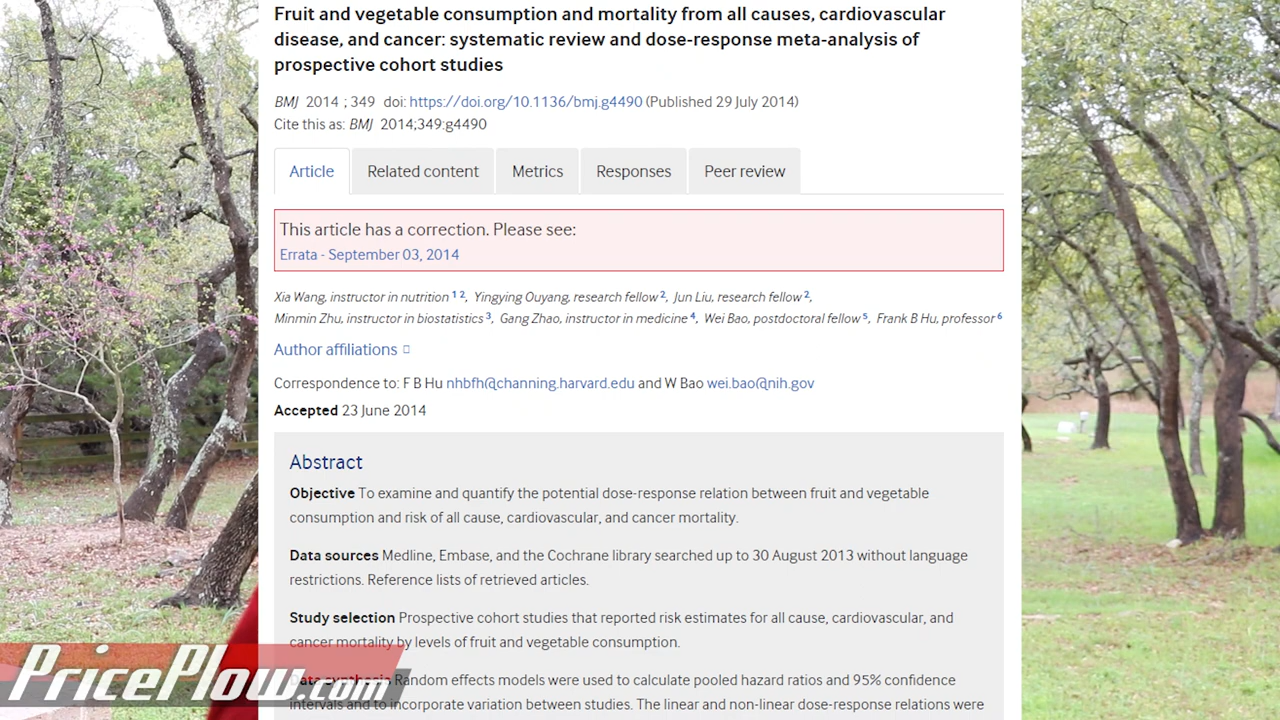 Fruit and vegetable consumption and mortality from all causes, cardiovascular
disease, and cancer: systematic review and dose-response meta-analysis of
prospective cohort studies
BMJ 2014 ; 349 doi: https://doi.org/10.1136/bmj.g4490 (Published 29 July 2014)
Cite this as: BMJ 2014;349:g4490
Article Related content Metrics Responses Peer review
This article has a correction. Please see:
Errata - September 03, 2014
Xia Wang, instructor in nutrition 1 2, Yingying Ouyang, research fellow 2, Jun Liu, research fellow 2,
Minmin Zhu, instructor in biostatistics 3, Gang Zhao, instructor in medicine 4, Wei Bao, postdoctoral fellow 5, Frank B Hu, professor 6
Author affiliations
Correspondence to: F B Hu nhbfh@channing.harvard.edu and W Bao wei.bao@nih.gov
Accepted 23 June 2014
Abstract
Objective To examine and quantify the potential dose-response relation between fruit and vegetable
consumption and risk of all cause, cardiovascular, and cancer mortality.
Data sources Medline, Embase, and the Cochrane library searched up to 30 August 2013 without language
restrictions. Reference lists of retrieved articles.
Study selection Prospective cohort studies that reported risk estimates for all cause, cardiovascular, and
cancer mortality by levels of fruit and vegetable consumption.
Data synthesis Random effects models were used to calculate pooled hazard ratios and 95% confidence
intervals and to incorporate variation between studies. The linear and non-linear dose-response relations were
PricePlow.com